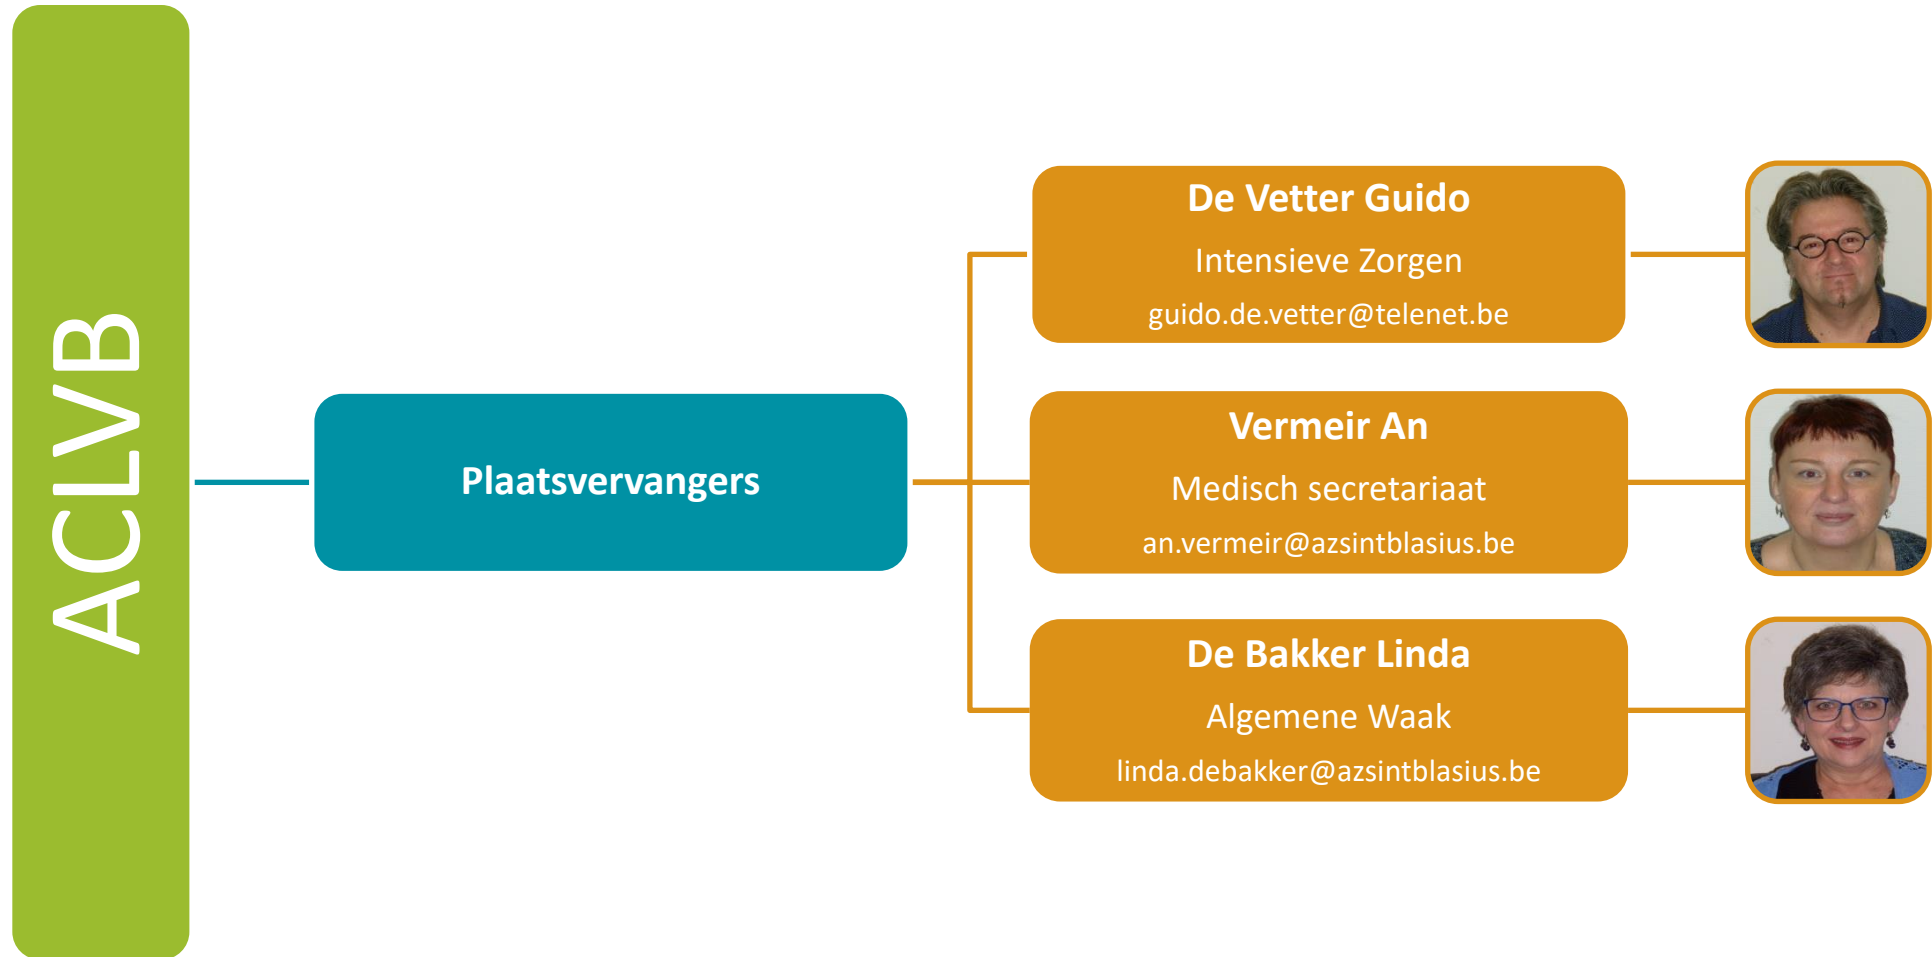 ACLVB
Plaatsvervangers
De Vetter Guido
Intensieve Zorgen
guido.de.vetter@telenet.be
Vermeir An
Medisch secretariaat
an.vermeir@azsintblasius.be
De Bakker Linda
Algemene Waak
linda.debakker@azsintblasius.be